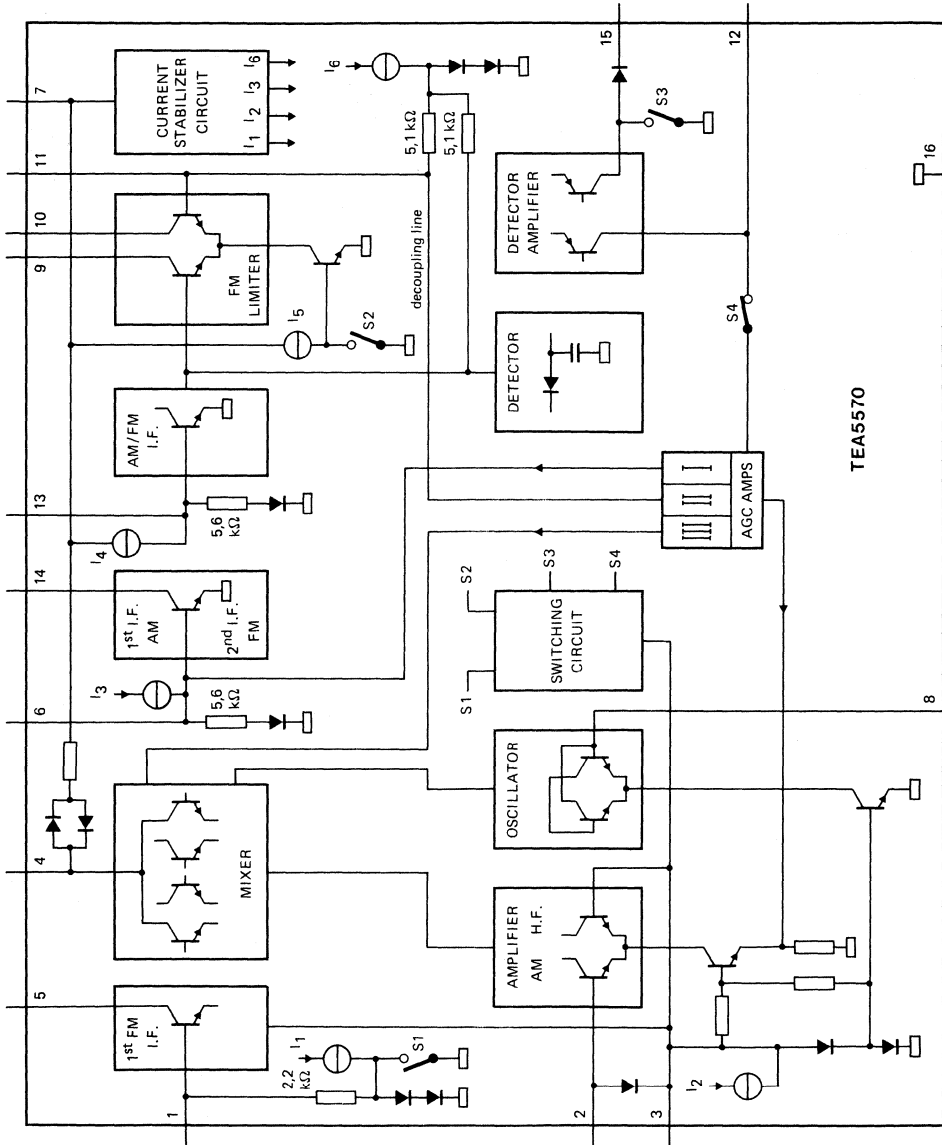 7
11
10
9
13
14
6
4
5
15
12
CURRENT
STABILIZER
CIRCUIT
I1 I2 I3 I6
I6
5,1 kΩ
5,1 kΩ
FM
LIMITER
I5
S2
decoupling line
DETECTOR
AMPLIFIER
S3
16
AM/FM
I.F.
I4
5,6
kΩ
DETECTOR
S4
1st I.F.
AM
2nd I.F.
FM
I3
5,6
kΩ
I
II
III
AGC AMPS
TEA5570
S1
S2
S3
S4
SWITCHING
CIRCUIT
MIXER
OSCILLATOR
8
AMPLIFIER
AM H.F.
1st FM
I.F.
I1
2,2
kΩ
S1
I2
1
2
3